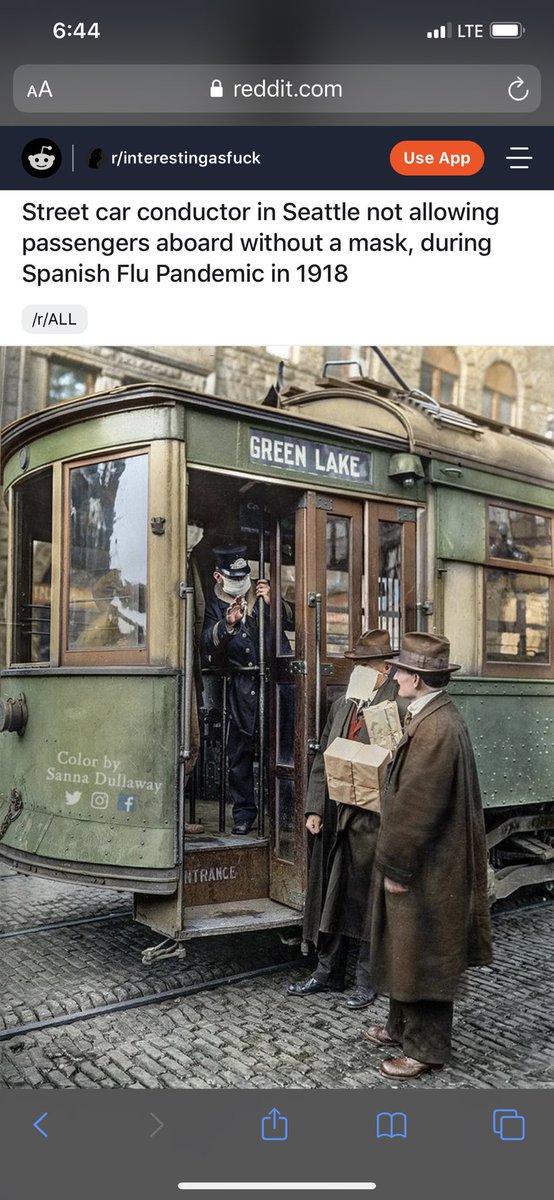 6:44
LTE
AA
reddit.com
r/interestingasfuck
Use App
Street car conductor in Seattle not allowing
passengers aboard without a mask, during
Spanish Flu Pandemic in 1918
/r/ALL
GREEN LAKE
Color by
Sanna Dullaway
NTRANCE